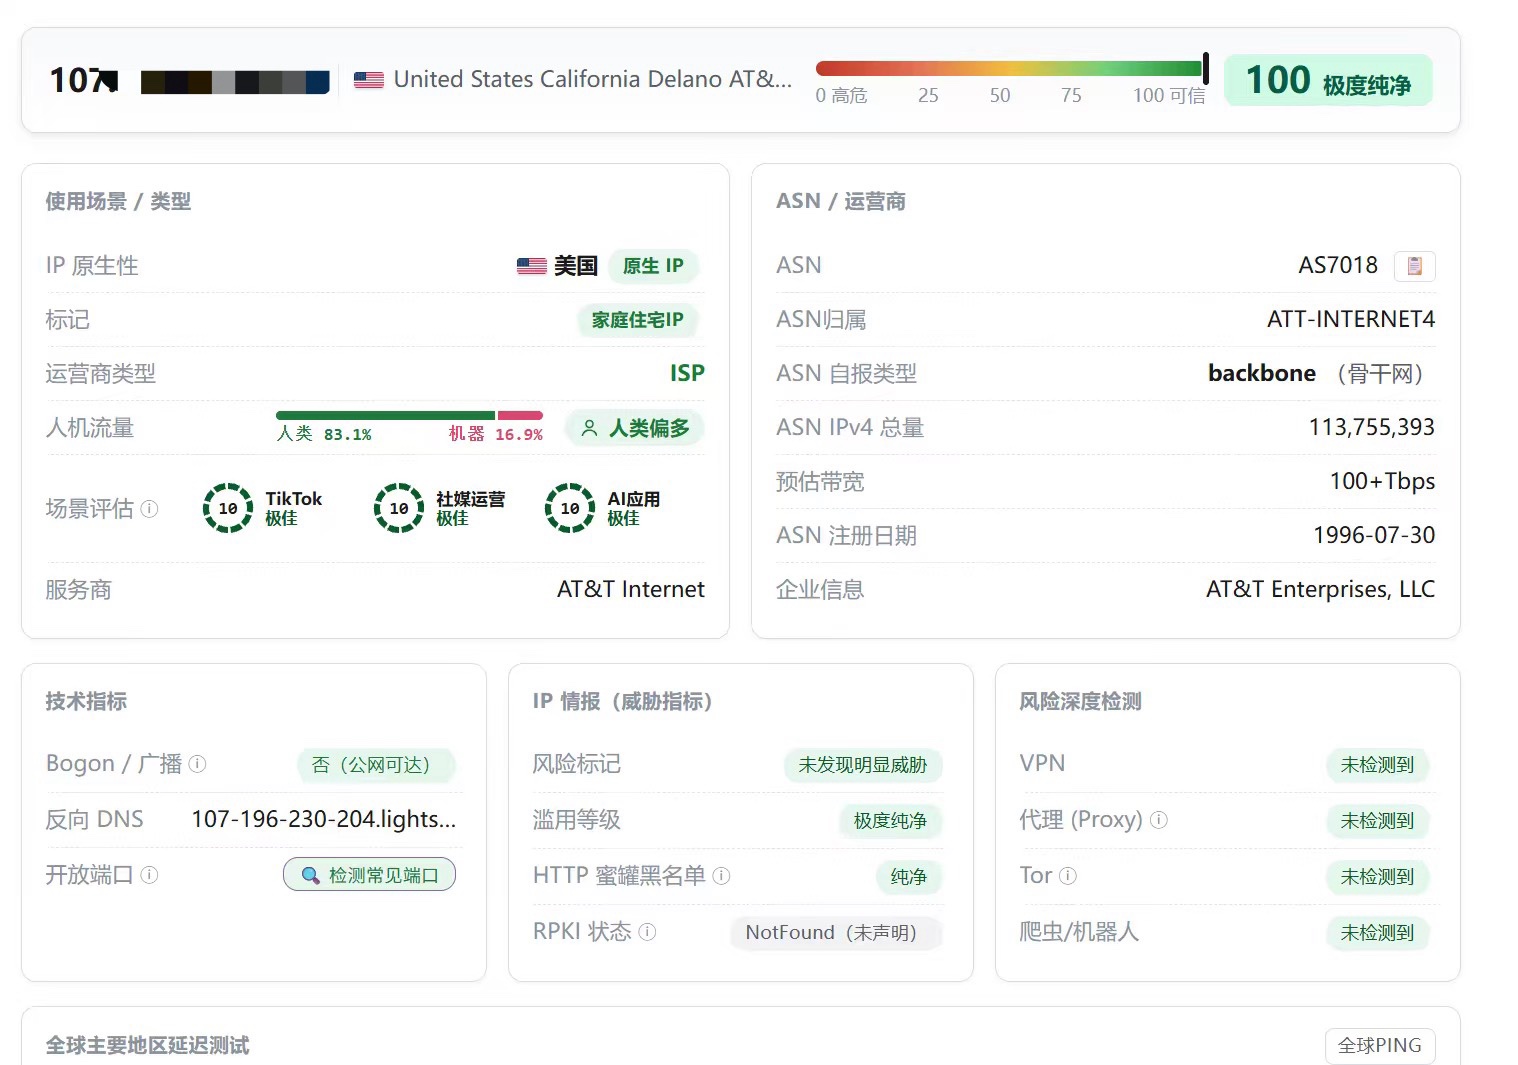 107
United States California Delano AT&...
0 高危 25 50 75 100 可信
100 极度纯净
使用场景 / 类型
IP 原生性 美国 原生 IP
标记 家庭住宅IP
运营商类型 ISP
人机流量 人类 83.1% 机器 16.9% 人类偏多
场景评估 10 TikTok 极佳 10 社媒运营 极佳 10 AI应用 极佳
服务商 AT&T Internet
ASN / 运营商
ASN AS7018
ASN归属 ATT-INTERNET4
ASN 自报类型 backbone （骨干网）
ASN IPv4 总量 113,755,393
预估带宽 100+Tbps
ASN 注册日期 1996-07-30
企业信息 AT&T Enterprises, LLC
技术指标
Bogon / 广播 否（公网可达）
反向 DNS 107-196-230-204.lights...
开放端口 检测常见端口
IP 情报（威胁指标）
风险标记 未发现明显威胁
滥用等级 极度纯净
HTTP 蜜罐黑名单 纯净
RPKI 状态 NotFound（未声明）
风险深度检测
VPN 未检测到
代理 (Proxy) 未检测到
Tor 未检测到
爬虫/机器人 未检测到
全球主要地区延迟测试
全球PING